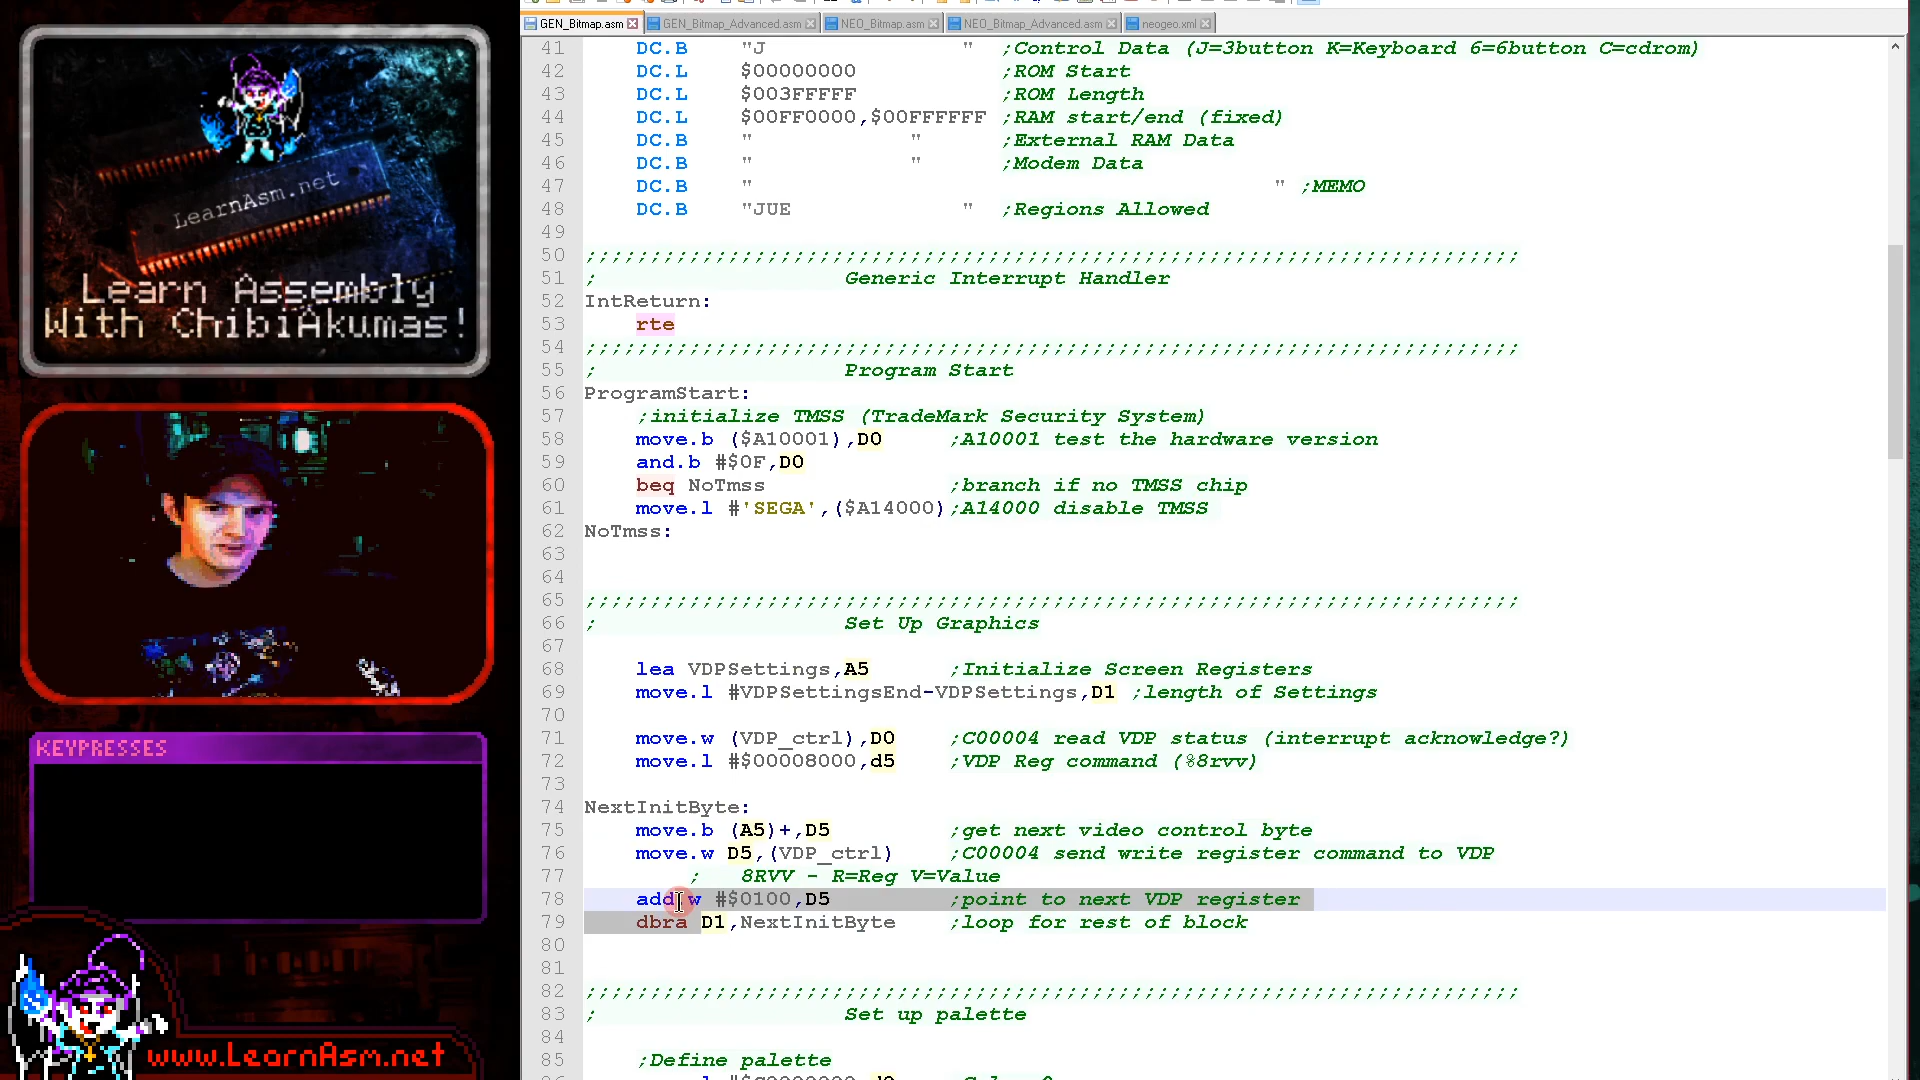 GEN_Bitmap.asm GEN_Bitmap_Advanced.asm NEO_Bitmap.asm NEO_Bitmap_Advanced.asm neogeo.xml
LearnAsm.net
Learn Assembly
With ChibiAkumas!
KEYPRESSES
www.LearnAsm.net
41 DC.B "J " ;Control Data (J=3button K=Keyboard 6=6button C=cdrom)
42 DC.L $00000000 ;ROM Start
43 DC.L $003FFFFF ;ROM Length
44 DC.L $00FF0000,$00FFFFFF ;RAM start/end (fixed)
45 DC.B " " ;External RAM Data
46 DC.B " " ;Modem Data
47 DC.B " " ;MEMO
48 DC.B "JUE " ;Regions Allowed
49
50 ;;;;;;;;;;;;;;;;;;;;;;;;;;;;;;;;;;;;;;;;;;;;;;;;;;;;;;;;;;;;;;;;;;;;;;;;
51 ; Generic Interrupt Handler
52 IntReturn:
53 rte
54 ;;;;;;;;;;;;;;;;;;;;;;;;;;;;;;;;;;;;;;;;;;;;;;;;;;;;;;;;;;;;;;;;;;;;;;;;
55 ; Program Start
56 ProgramStart:
57 ;initialize TMSS (TradeMark Security System)
58 move.b ($A10001),D0 ;A10001 test the hardware version
59 and.b #$0F,D0
60 beq NoTmss ;branch if no TMSS chip
61 move.l #'SEGA',($A14000);A14000 disable TMSS
62 NoTmss:
63
64
65 ;;;;;;;;;;;;;;;;;;;;;;;;;;;;;;;;;;;;;;;;;;;;;;;;;;;;;;;;;;;;;;;;;;;;;;;;
66 ; Set Up Graphics
67
68 lea VDPSettings,A5 ;Initialize Screen Registers
69 move.l #VDPSettingsEnd-VDPSettings,D1 ;length of Settings
70
71 move.w (VDP_ctrl),D0 ;C00004 read VDP status (interrupt acknowledge?)
72 move.l #$00008000,d5 ;VDP Reg command (%8rvv)
73
74 NextInitByte:
75 move.b (A5)+,D5 ;get next video control byte
76 move.w D5,(VDP_ctrl) ;C00004 send write register command to VDP
77 ; 8RVV - R=Reg V=Value
78 add.w #$0100,D5 ;point to next VDP register
79 dbra D1,NextInitByte ;loop for rest of block
80
81
82 ;;;;;;;;;;;;;;;;;;;;;;;;;;;;;;;;;;;;;;;;;;;;;;;;;;;;;;;;;;;;;;;;;;;;;;;;
83 ; Set up palette
84
85 ;Define palette